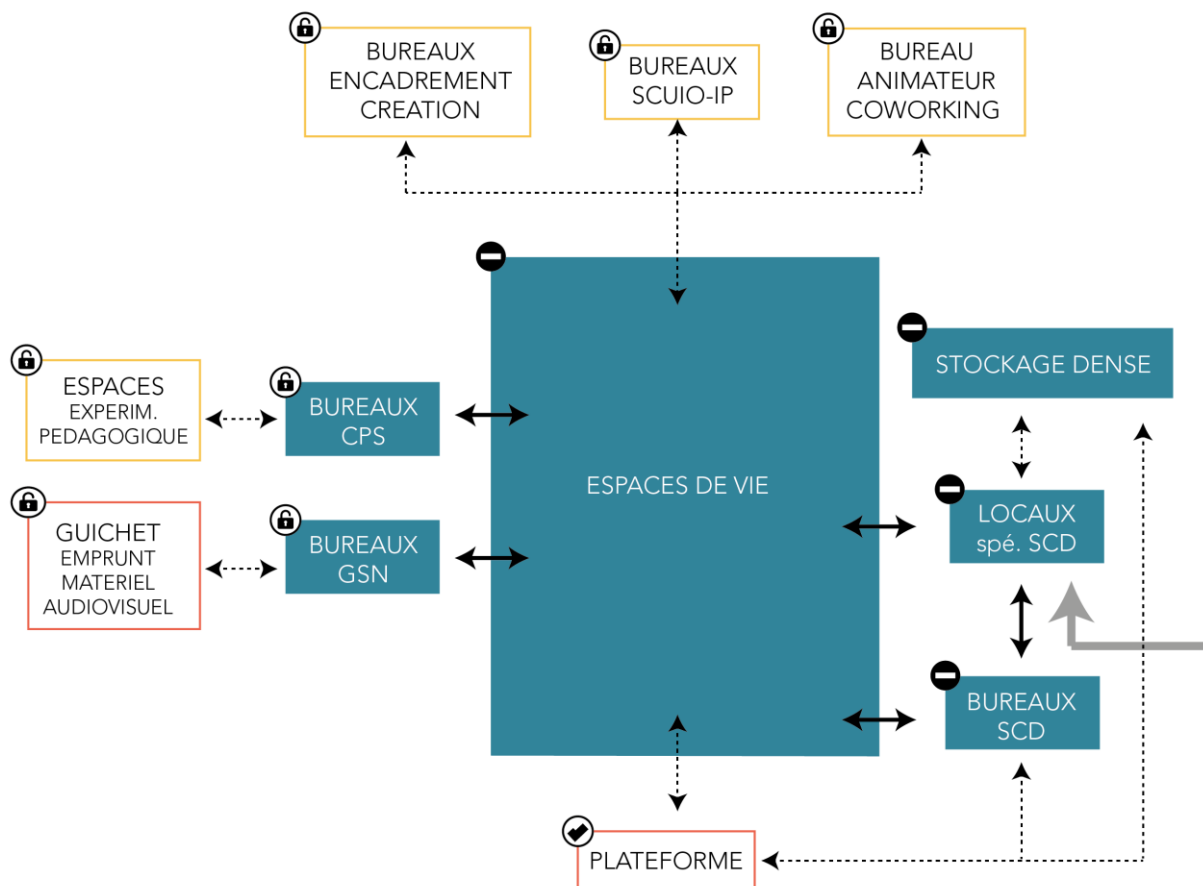 BUREAUX
ENCADREMENT
CREATION
BUREAUX
SCUIO-IP
BUREAU
ANIMATEUR
COWORKING
ESPACES
EXPERIM.
PEDAGOGIQUE
BUREAUX
CPS
GUICHET
EMPRUNT
MATERIEL
AUDIOVISUEL
BUREAUX
GSN
ESPACES DE VIE
STOCKAGE DENSE
LOCAUX
spé. SCD
BUREAUX
SCD
PLATEFORME